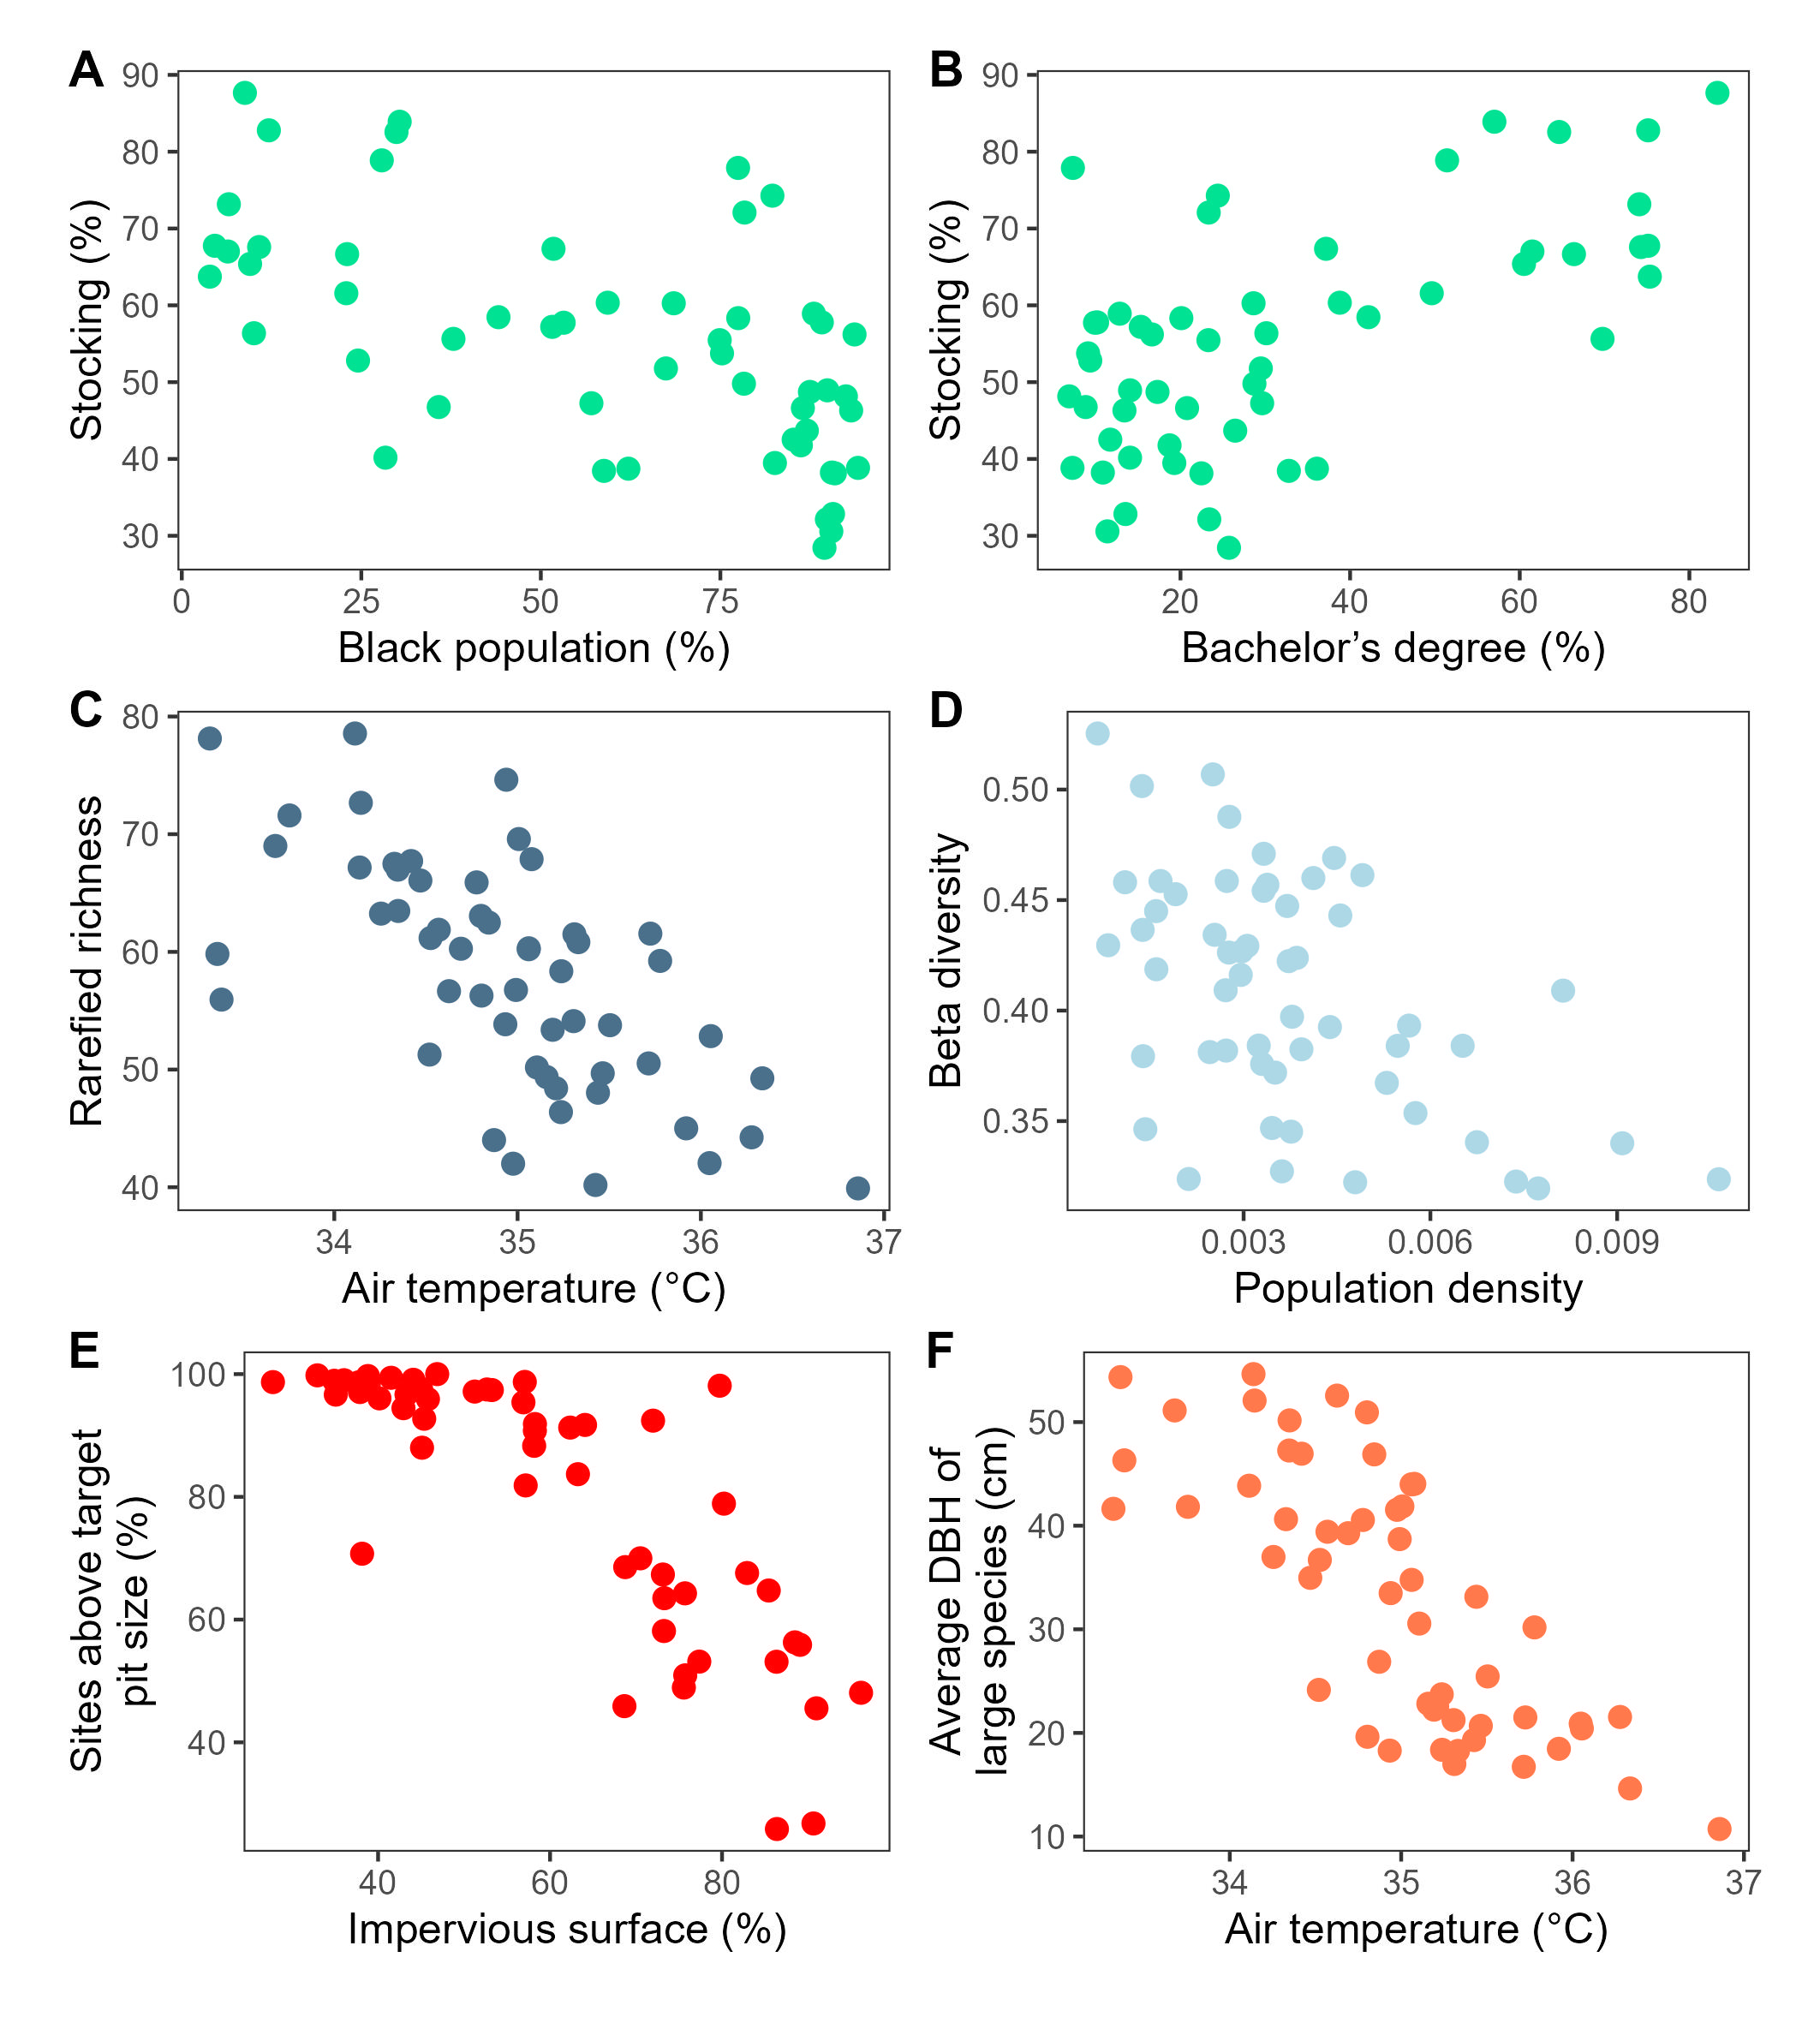 A
B
90
80
70
60
50
40
30
Stocking (%)
0 25 50 75
Black population (%)
90
80
70
60
50
40
30
Stocking (%)
20 40 60 80
Bachelor’s degree (%)
C
D
80
70
60
50
40
Rarefied richness
34 35 36 37
Air temperature (°C)
0.50
0.45
0.40
0.35
Beta diversity
0.003 0.006 0.009
Population density
E
F
100
80
60
40
Sites above target
pit size (%)
40 60 80
Impervious surface (%)
50
40
30
20
10
Average DBH of
large species (cm)
34 35 36 37
Air temperature (°C)